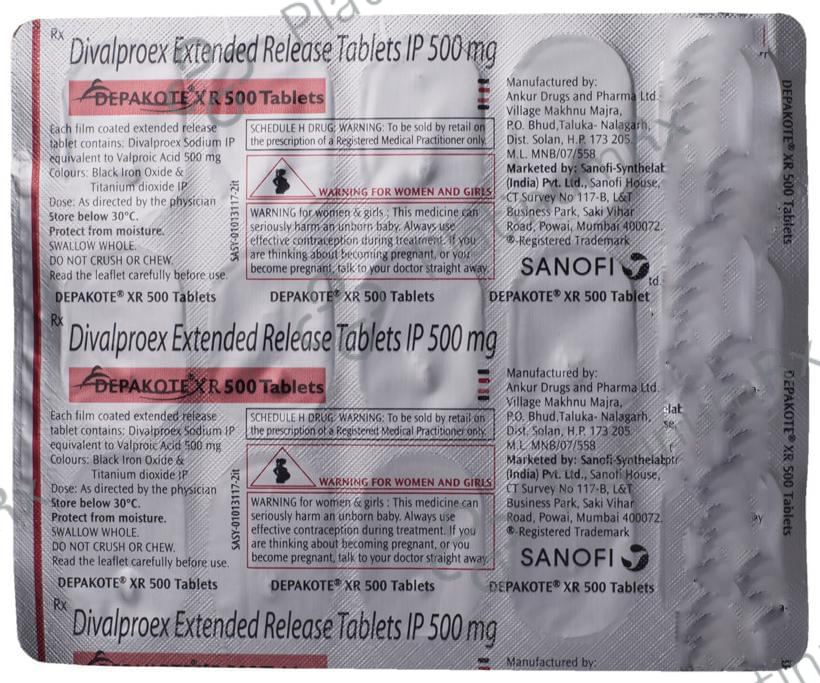 Rx
Divalproex Extended Release Tablets IP 500 mg
DEPAKOTE® XR 500 Tablets
Each film coated extended release
tablet contains: Divalproex Sodium IP
equivalent to Valproic Acid 500 mg
Colours: Black Iron Oxide &
Titanium dioxide IP
Dose: As directed by the physician
Store below 30°C.
Protect from moisture.
SWALLOW WHOLE.
DO NOT CRUSH OR CHEW.
Read the leaflet carefully before use.
SASY-01013117-2it
SCHEDULE H DRUG: WARNING: To be sold by retail on
the prescription of a Registered Medical Practitioner only.
WARNING FOR WOMEN AND GIRLS
WARNING for women & girls : This medicine can
seriously harm an unborn baby. Always use
effective contraception during treatment. If you
are thinking about becoming pregnant, or you
become pregnant, talk to your doctor straight away.
Manufactured by:
Ankur Drugs and Pharma Ltd.
Village Makhnu Majra,
P.O. Bhud,Taluka- Nalagarh,
Dist. Solan, H.P. 173 205.
M.L. MNB/07/558
Marketed by: Sanofi-Synthelab
(India) Pvt. Ltd., Sanofi House,
CT Survey No 117-B, L&T
Business Park, Saki Vihar
Road, Powai, Mumbai 400072.
®-Registered Trademark
SANOFI
td.
DEPAKOTE® XR 500 Tablets
DEPAKOTE® XR 500 Tablets DEPAKOTE® XR 500 Tablets DEPAKOTE® XR 500 Tablet
Rx
Divalproex Extended Release Tablets IP 500 mg
DEPAKOTE® XR 500 Tablets
Each film coated extended release
tablet contains: Divalproex Sodium IP
equivalent to Valproic Acid 500 mg
Colours: Black Iron Oxide &
Titanium dioxide IP
Dose: As directed by the physician
Store below 30°C.
Protect from moisture.
SWALLOW WHOLE.
DO NOT CRUSH OR CHEW.
Read the leaflet carefully before use.
SASY-01013117-2it
SCHEDULE H DRUG: WARNING: To be sold by retail on
the prescription of a Registered Medical Practitioner only.
WARNING FOR WOMEN AND GIRLS
WARNING for women & girls : This medicine can
seriously harm an unborn baby. Always use
effective contraception during treatment. If you
are thinking about becoming pregnant, or you
become pregnant, talk to your doctor straight away.
Manufactured by:
Ankur Drugs and Pharma Ltd.
Village Makhnu Majra,
P.O. Bhud,Taluka- Nalagarh,
Dist. Solan, H.P. 173 205.
M.L. MNB/07/558
Marketed by: Sanofi-Synthelab
(India) Pvt. Ltd., Sanofi House,
CT Survey No 117-B, L&T
Business Park, Saki Vihar
Road, Powai, Mumbai 400072.
®-Registered Trademark
SANOFI
DEPAKOTE® XR 500 Tablets
DEPAKOTE® XR 500 Tablets DEPAKOTE® XR 500 Tablets DEPAKOTE® XR 500 Tablets
Rx
Divalproex Extended Release Tablets IP 500 mg
Manufactured by: